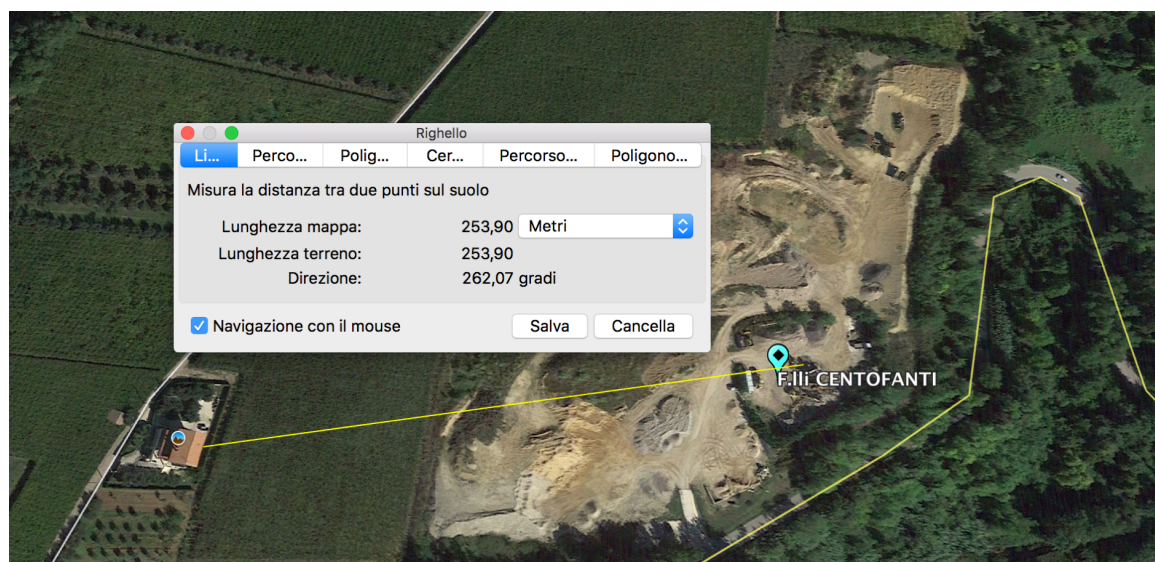 Righello
Li... Perco... Polig... Cer... Percorso... Poligono...
Misura la distanza tra due punti sul suolo
Lunghezza mappa: 253,90 Metri
Lunghezza terreno: 253,90
Direzione: 262,07 gradi
Navigazione con il mouse Salva Cancella
F.lli CENTOFANTI